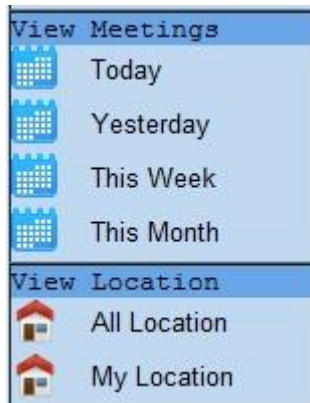 View Meetings
Today
Yesterday
This Week
This Month
View Location
All Location
My Location